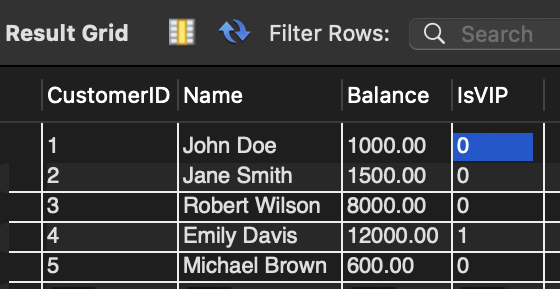 Result Grid Filter Rows: Search
CustomerID Name Balance IsVIP
1 John Doe 1000.00 0
2 Jane Smith 1500.00 0
3 Robert Wilson 8000.00 0
4 Emily Davis 12000.00 1
5 Michael Brown 600.00 0